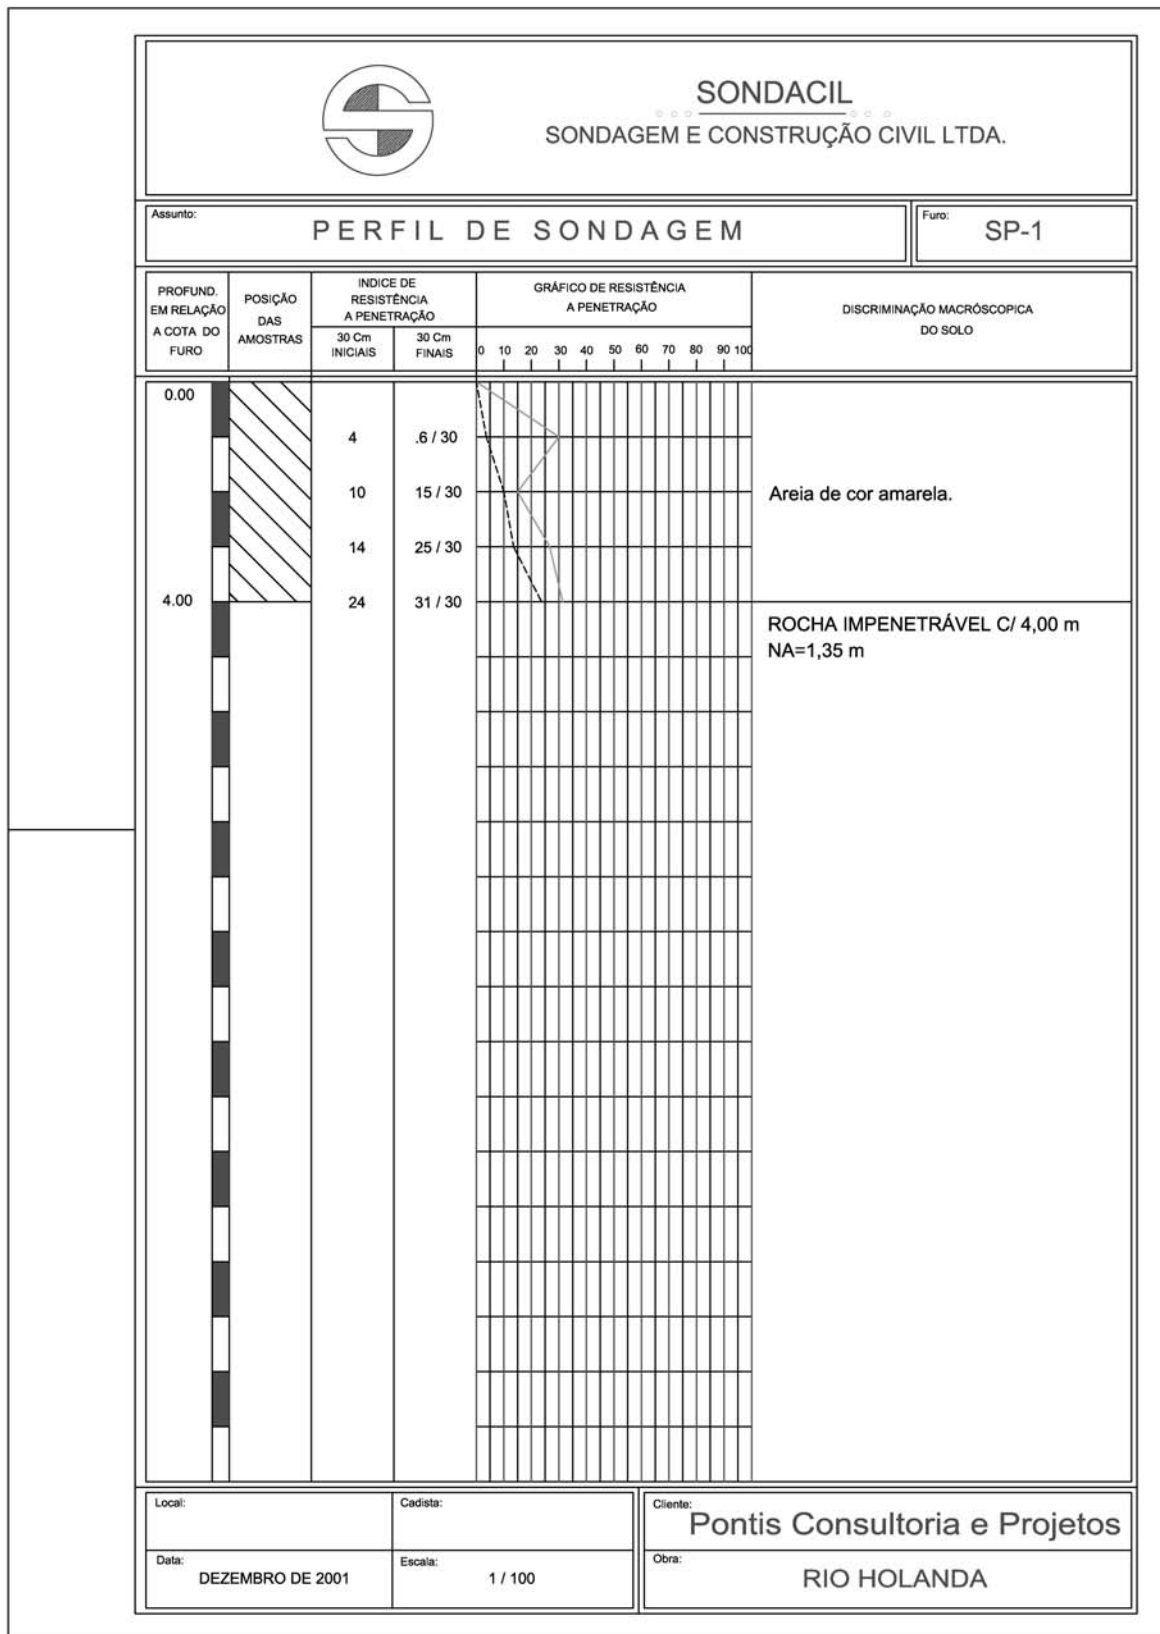 SONDACIL
SONDAGEM E CONSTRUÇÃO CIVIL LTDA.
Assunto:
PERFIL DE SONDAGEM
Furo:
SP-1
PROFUND.
EM RELAÇÃO
A COTA DO
FURO
POSIÇÃO
DAS
AMOSTRAS
INDICE DE
RESISTÊNCIA
A PENETRAÇÃO
30 Cm
INICIAIS
30 Cm
FINAIS
GRÁFICO DE RESISTÊNCIA
A PENETRAÇÃO
0 10 20 30 40 50 60 70 80 90 100
DISCRIMINAÇÃO MACRÓSCOPICA
DO SOLO
0.00
4 .6 / 30
10 15 / 30
Areia de cor amarela.
14 25 / 30
4.00 24 31 / 30
ROCHA IMPENETRÁVEL C/ 4,00 m
NA=1,35 m
Local:
Cadista:
Cliente:
Pontis Consultoria e Projetos
Data:
DEZEMBRO DE 2001
Escala:
1 / 100
Obra:
RIO HOLANDA